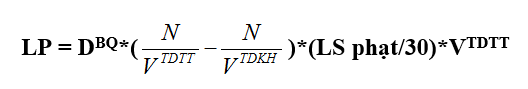 LP = D^BQ*( N/V^TDTT − N/V^TDKH )*(LS phạt/30)*V^TDTT